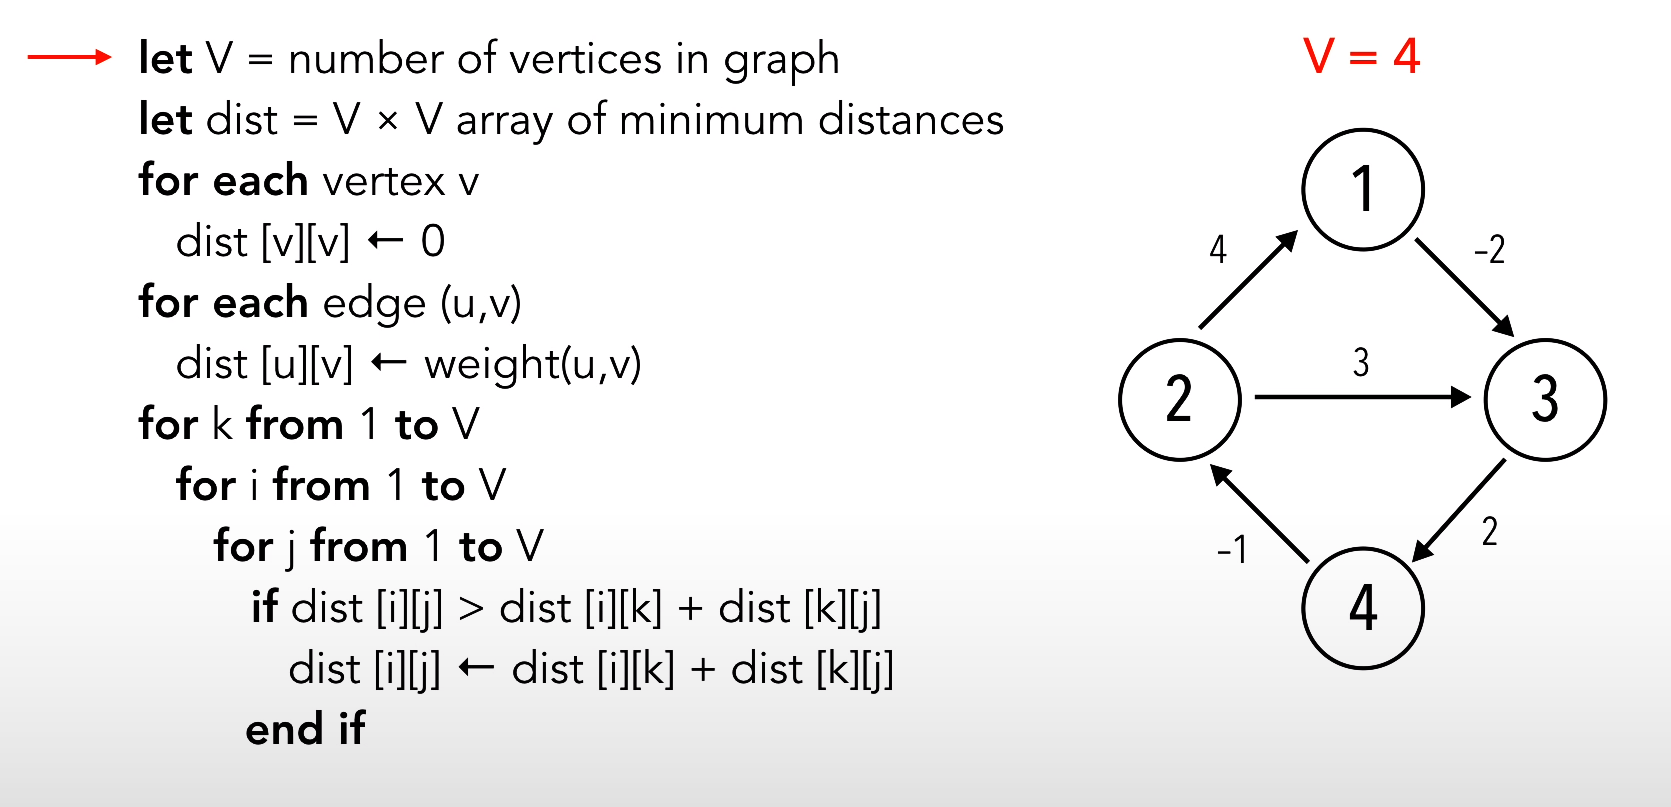 let V = number of vertices in graph
let dist = V × V array of minimum distances
for each vertex v
dist [v][v] ← 0
for each edge (u,v)
dist [u][v] ← weight(u,v)
for k from 1 to V
for i from 1 to V
for j from 1 to V
if dist [i][j] > dist [i][k] + dist [k][j]
dist [i][j] ← dist [i][k] + dist [k][j]
end if
V = 4
1
4
-2
2
3
3
-1
2
4